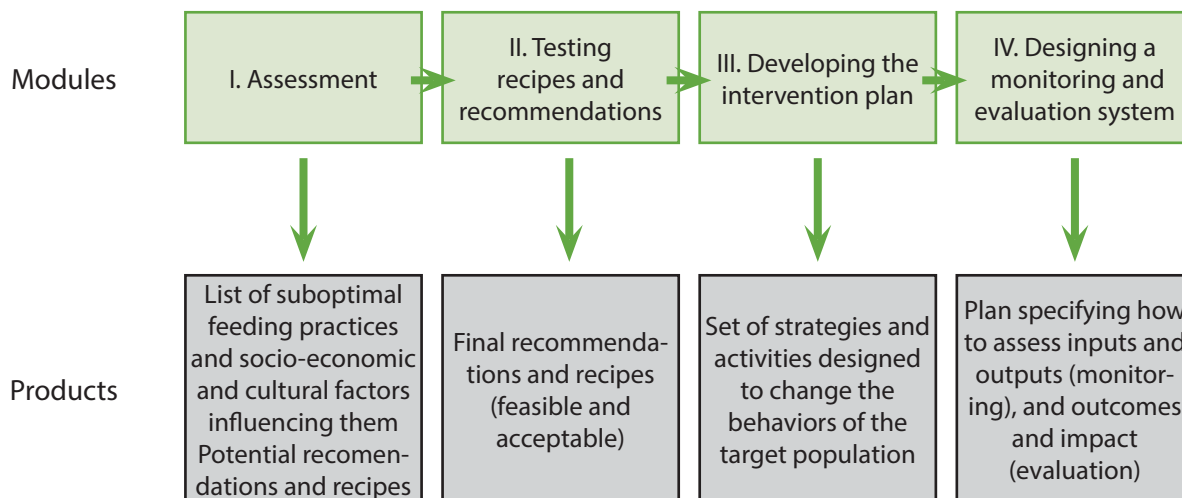 Modules
I. Assessment
II. Testing
recipes and
recommendations
III. Developing the
intervention plan
IV. Designing a
monitoring and
evaluation system
Products
List of suboptimal
feeding practices
and socio-economic
and cultural factors
influencing them
Potential recomen-
dations and recipes
Final recommenda-
tions and recipes
(feasible and
acceptable)
Set of strategies and
activities designed
to change the
behaviors of the
target population
Plan specifying how
to assess inputs and
outputs (monitor-
ing), and outcomes
and impact
(evaluation)